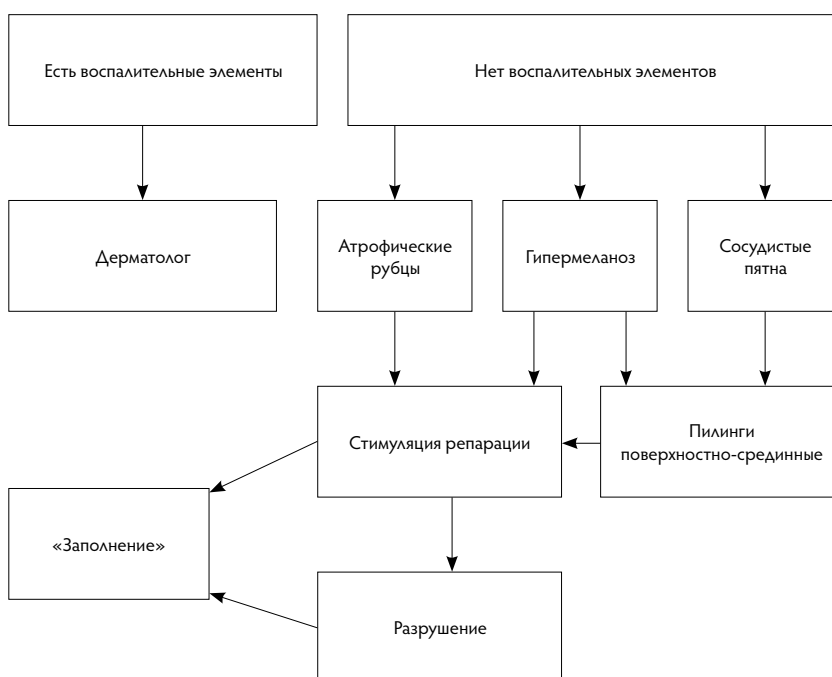 Есть воспалительные элементы
Нет воспалительных элементов
Дерматолог
Атрофические
рубцы
Гипермеланоз
Сосудистые
пятна
Стимуляция репарации
Пилинги
поверхностно-срединные
«Заполнение»
Разрушение